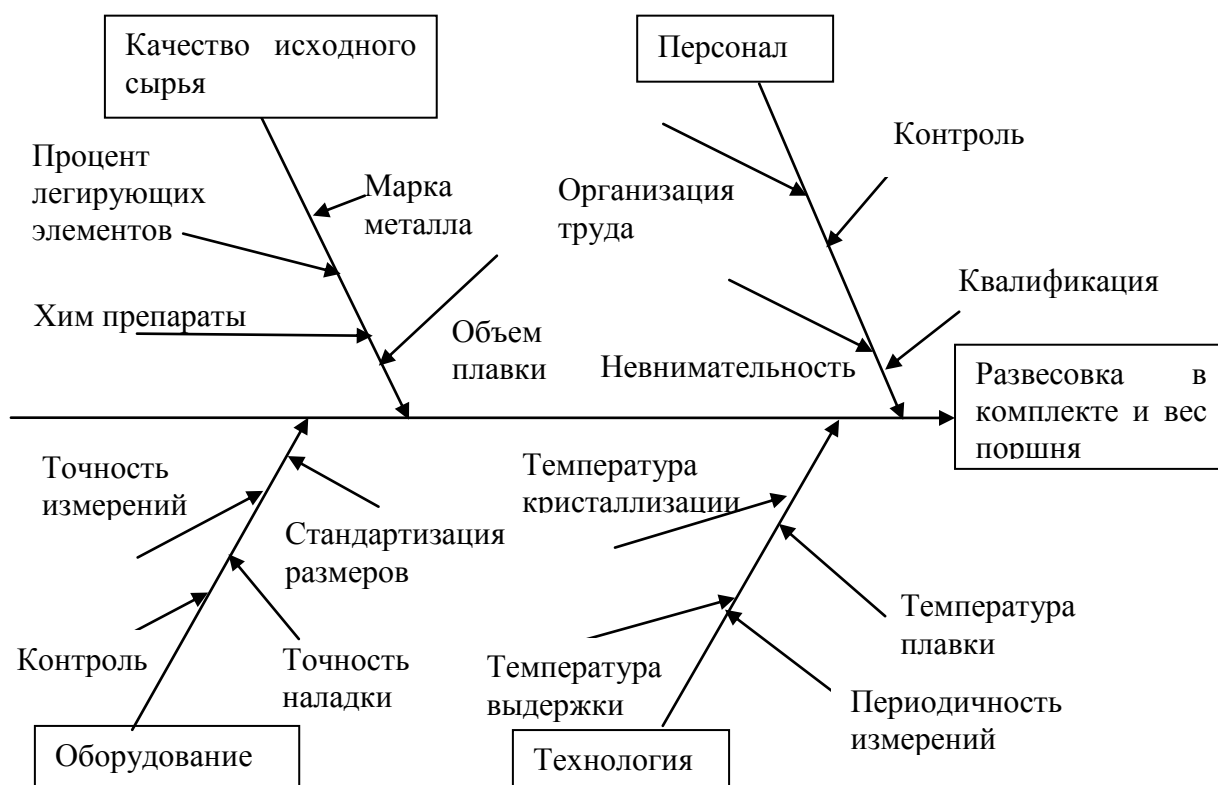 Качество исходного
сырья
Персонал
Процент
легирующих
элементов
Марка
металла
Хим препараты
Объем
плавки
Контроль
Организация
труда
Квалификация
Невнимательность
Развесовка в
комплекте и вес
поршня
Точность
измерений
Стандартизация
размеров
Контроль
Точность
наладки
Оборудование
Температура
кристаллизации
Температура
плавки
Температура
выдержки
Периодичность
измерений
Технология